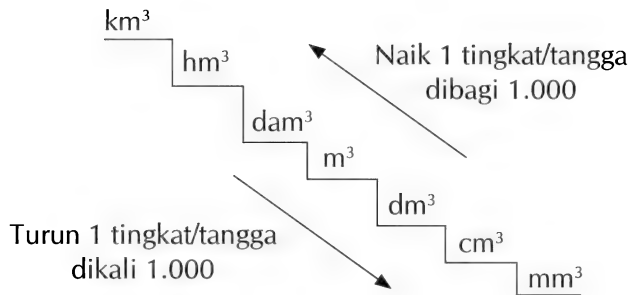 km³
hm³
dam³
m³
dm³
cm³
mm³
Naik 1 tingkat/tangga
dibagi 1.000
Turun 1 tingkat/tangga
dikali 1.000